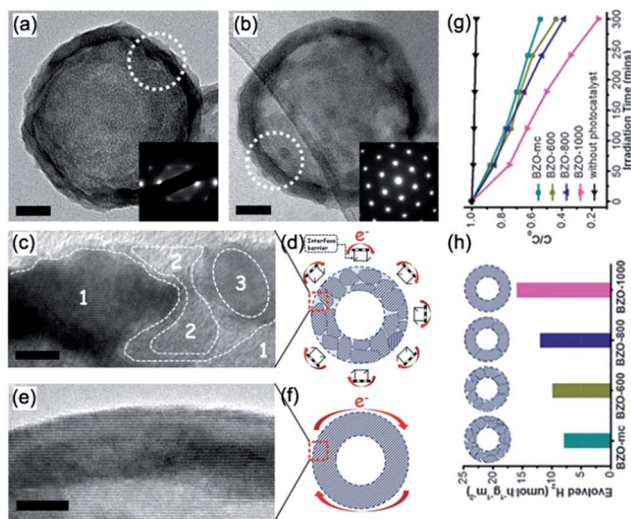 (a)
(b)
(c)
1
2
2
3
1
(d)
Interface
barrier
e⁻
(e)
(f)
e⁻
(g)
C/C⁰
1.0
0.8
0.6
0.4
0.2
BZO-mc
BZO-600
BZO-800
BZO-1000
without photocatalyst
0
50
100
150
200
250
300
Irradiation Time (mins)
(h)
BZO-1000
BZO-800
BZO-600
BZO-mc
25
20
15
10
5
0
Evolved H₂ (umol·h⁻¹g⁻¹m⁻²)